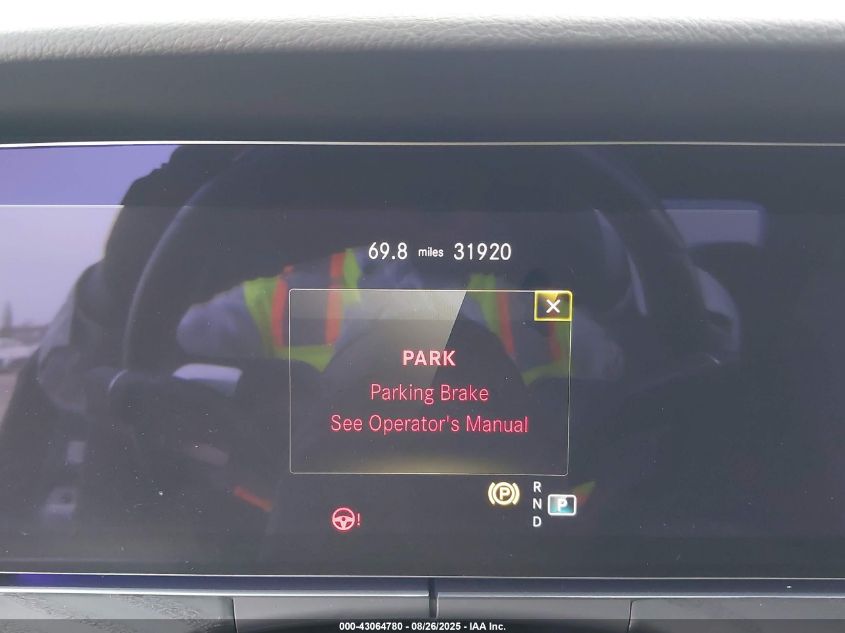 69.8 miles 31920
PARK
Parking Brake
See Operator's Manual
P
R
N P
D
!
000-43064780 - 08/26/2025 - IAA Inc.